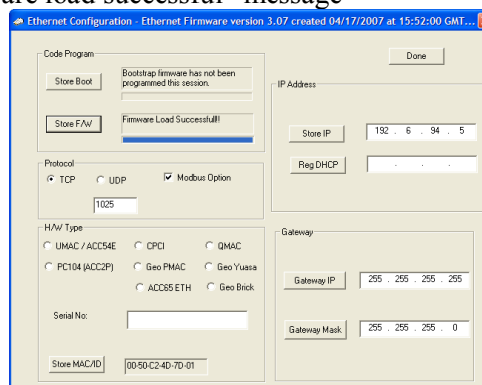 are load successful" message
Ethernet Configuration - Ethernet Firmware version 3.07 created 04/17/2007 at 15:52:00 GMT...
Code Program
Store Boot
Bootstrap firmware has not been
programmed this session.
Store F/W
Firmware Load Successful!!!
Done
IP Address
Store IP
192 . 6 . 94 . 5
Reg DHCP
. . .
Protocol
TCP
UDP
Modbus Option
1025
H/W Type
UMAC / ACC54E
CPCI
QMAC
PC104 (ACC2P)
Geo PMAC
Geo Yuasa
ACC65 ETH
Geo Brick
Serial No:
Store MAC/ID
00-50-C2-4D-7D-01
Gateway
Gateway IP
255 . 255 . 255 . 255
Gateway Mask
255 . 255 . 255 . 0